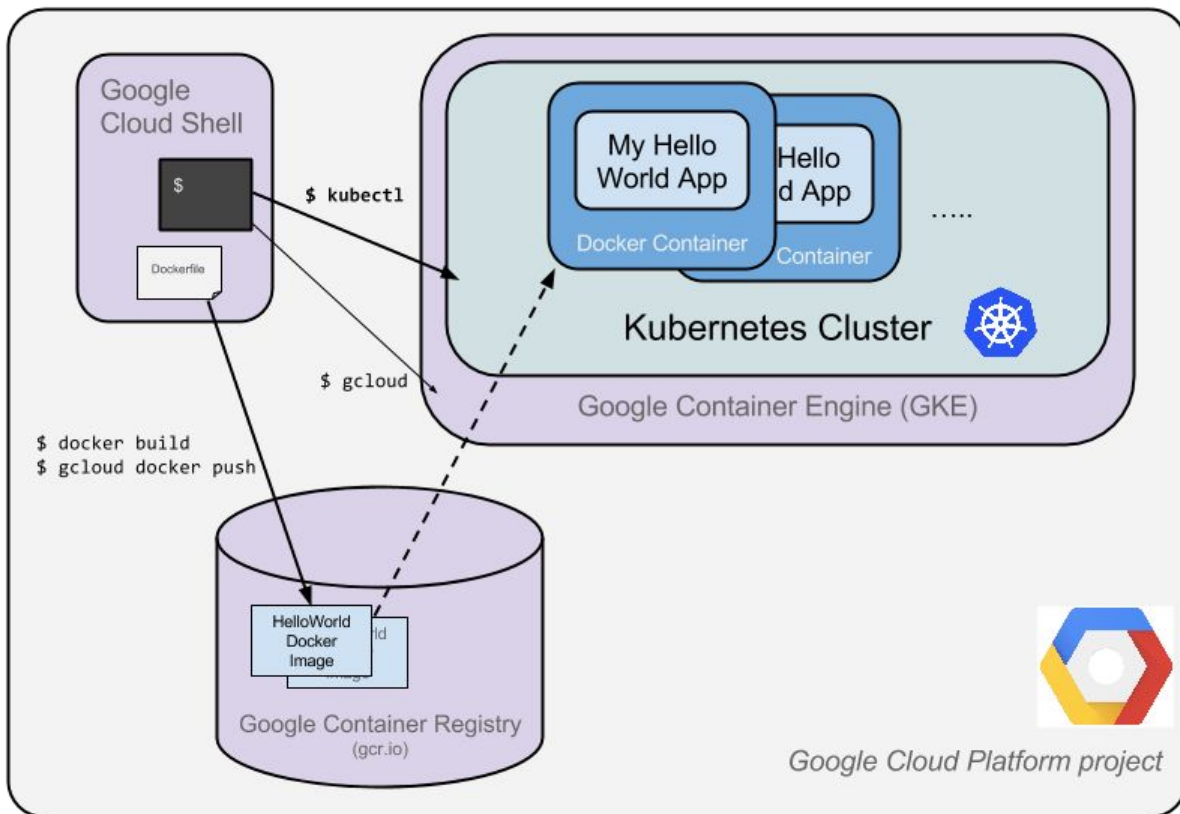 Google
Cloud Shell
$
Dockerfile
$ kubectl
$ gcloud
$ docker build
$ gcloud docker push
My Hello
World App
Docker Container
Hello
d App
Container
.....
Kubernetes Cluster
Google Container Engine (GKE)
HelloWorld
Docker
Image
ld
Image
Google Container Registry
(gcr.io)
Google Cloud Platform project